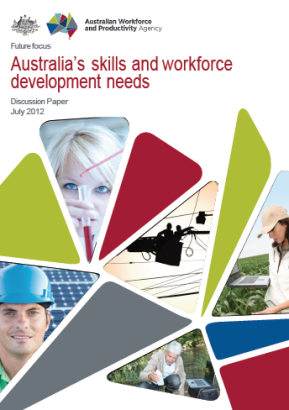 Australian Workforce
and Productivity Agency
Future focus
Australia's skills and workforce
development needs
Discussion Paper
July 2012